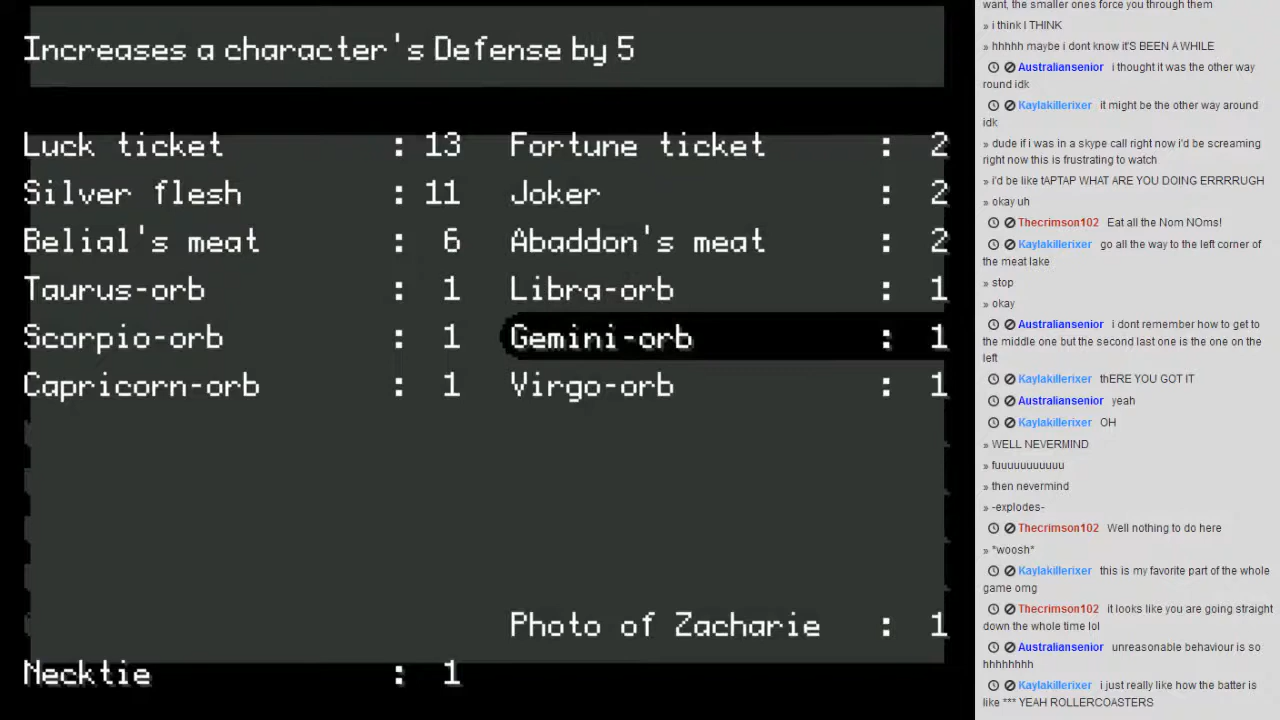 Increases a character's Defense by 5
Luck ticket : 13 Fortune ticket : 2
Silver flesh : 11 Joker : 2
Belial's meat : 6 Abaddon's meat : 2
Taurus-orb : 1 Libra-orb : 1
Scorpio-orb : 1 Gemini-orb : 1
Capricorn-orb : 1 Virgo-orb : 1
Photo of Zacharie : 1
Necktie : 1
want, the smaller ones force you through them
» i think I THINK
» hhhhh maybe i dont know it'S BEEN A WHILE
Australiansenior i thought it was the other way
round idk
Kaylakillerixer it might be the other way around
idk
» dude if i was in a skype call right now i'd be screaming
right now this is frustrating to watch
» i'd be like tAPTAP WHAT ARE YOU DOING ERRRRUGH
» okay uh
Thecrimson102 Eat all the Nom NOms!
Kaylakillerixer go all the way to the left corner of
the meat lake
» stop
» okay
Australiansenior i dont remember how to get to
the middle one but the second last one is the one on the
left
Kaylakillerixer thERE YOU GOT IT
Australiansenior yeah
Kaylakillerixer OH
» WELL NEVERMIND
» fuuuuuuuuuu
» then nevermind
» -explodes-
Thecrimson102 Well nothing to do here
» *woosh*
Kaylakillerixer this is my favorite part of the whole
game omg
Thecrimson102 it looks like you are going straight
down the whole time lol
Australiansenior unreasonable behaviour is so
hhhhhhhh
Kaylakillerixer i just really like how the batter is
like *** YEAH ROLLERCOASTERS